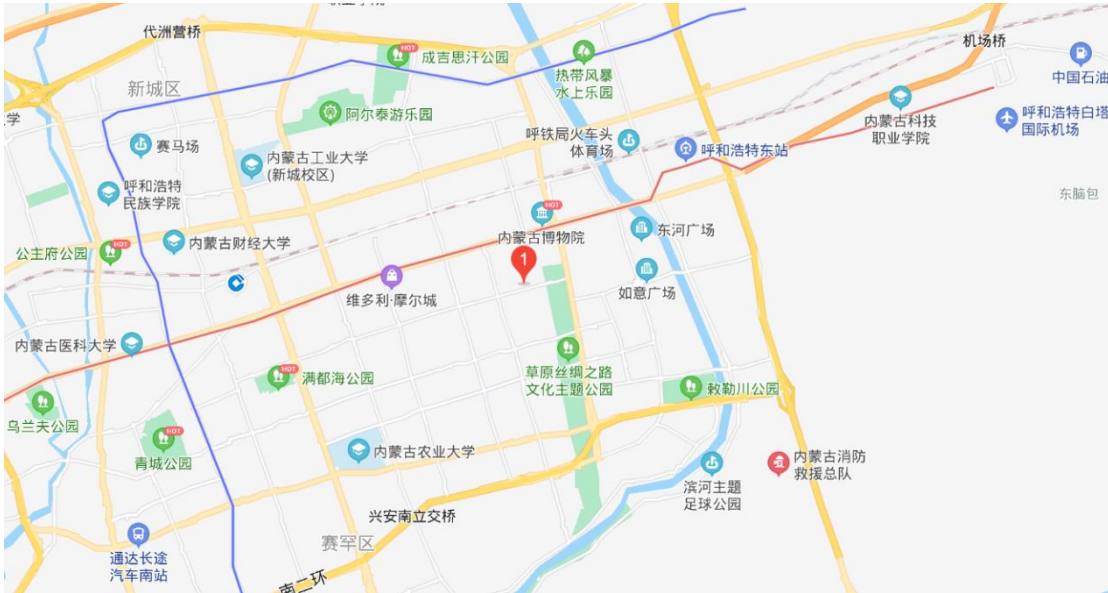 代洲营桥
HOT
成吉思汗公园
热带风暴
水上乐园
机场桥
中国石油
新城区
阿尔泰游乐园
呼铁局火车头
体育场
内蒙古科技
职业学院
呼和浩特白塔
国际机场
学
赛马场
内蒙古工业大学
(新城校区)
呼和浩特东站
呼和浩特
民族学院
东脑包
HOT
内蒙古博物院
东河广场
内蒙古财经大学
HOT
公主府公园
1
如意广场
维多利·摩尔城
内蒙古医科大学
HOT
满都海公园
草原丝绸之路
文化主题公园
敕勒川公园
乌兰夫公园
HOT
青城公园
内蒙古农业大学
内蒙古消防
救援总队
滨河主题
足球公园
兴安南立交桥
赛罕区
通达长途
汽车南站
南二环